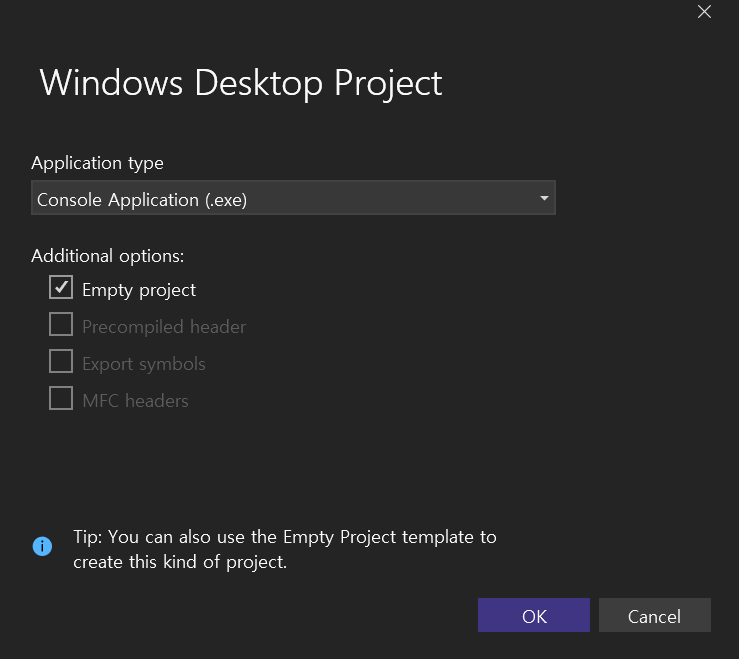 Windows Desktop Project
Application type
Console Application (.exe)
Additional options:
Empty project
Precompiled header
Export symbols
MFC headers
Tip: You can also use the Empty Project template to
create this kind of project.
OK
Cancel